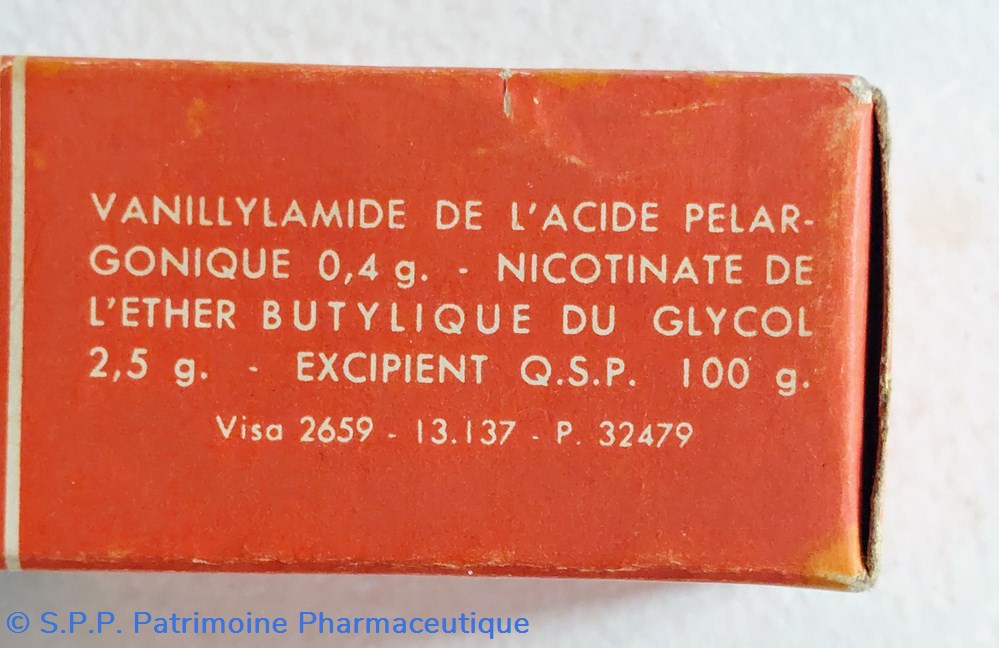 VANILLYLAMIDE DE L'ACIDE PELAR-
GONIQUE 0,4 g. - NICOTINATE DE
L'ETHER BUTYLIQUE DU GLYCOL
2,5 g. - EXCIPIENT Q.S.P. 100 g.
Visa 2659 - 13.137 - P. 32479
© S.P.P. Patrimoine Pharmaceutique